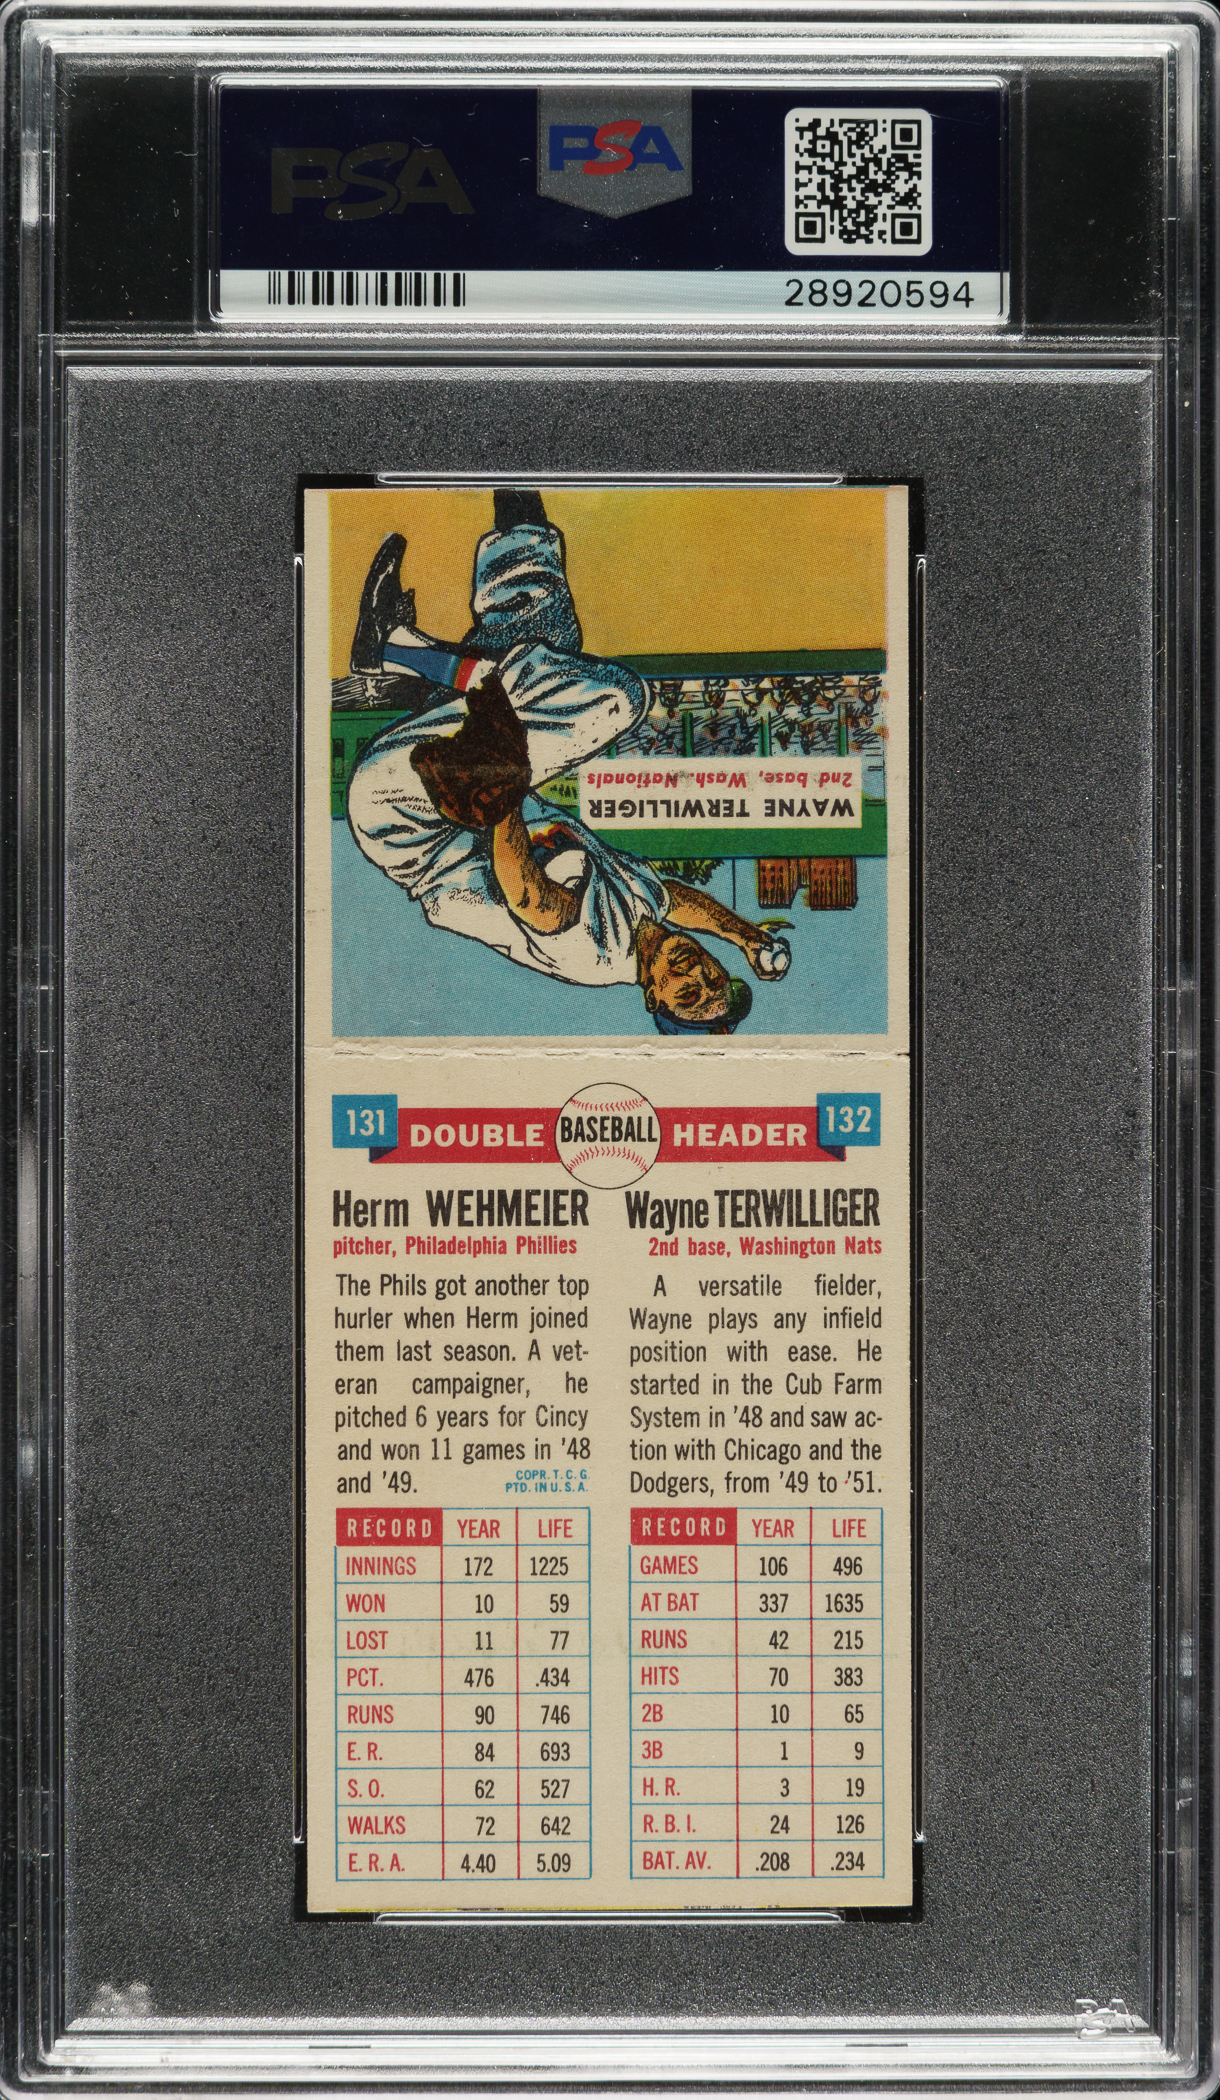 PSA
PSA
28920594
WAYNE TERWILLIGER
2nd base, Wash. Nationals
131 DOUBLE BASEBALL HEADER 132
Herm WEHMEIER
pitcher, Philadelphia Phillies
The Phils got another top
hurler when Herm joined
them last season. A vet-
eran campaigner, he
pitched 6 years for Cincy
and won 11 games in '48
and '49.
COPR. T. C. G.
PTD. IN U. S. A.
RECORD YEAR LIFE
INNINGS 172 1225
WON 10 59
LOST 11 77
PCT. 476 .434
RUNS 90 746
E. R. 84 693
S. O. 62 527
WALKS 72 642
E. R. A. 4.40 5.09
Wayne TERWILLIGER
2nd base, Washington Nats
A versatile fielder,
Wayne plays any infield
position with ease. He
started in the Cub Farm
System in '48 and saw ac-
tion with Chicago and the
Dodgers, from '49 to '51.
RECORD YEAR LIFE
GAMES 106 496
AT BAT 337 1635
RUNS 42 215
HITS 70 383
2B 10 65
3B 1 9
H. R. 3 19
R. B. I. 24 126
BAT. AV. .208 .234
PSA